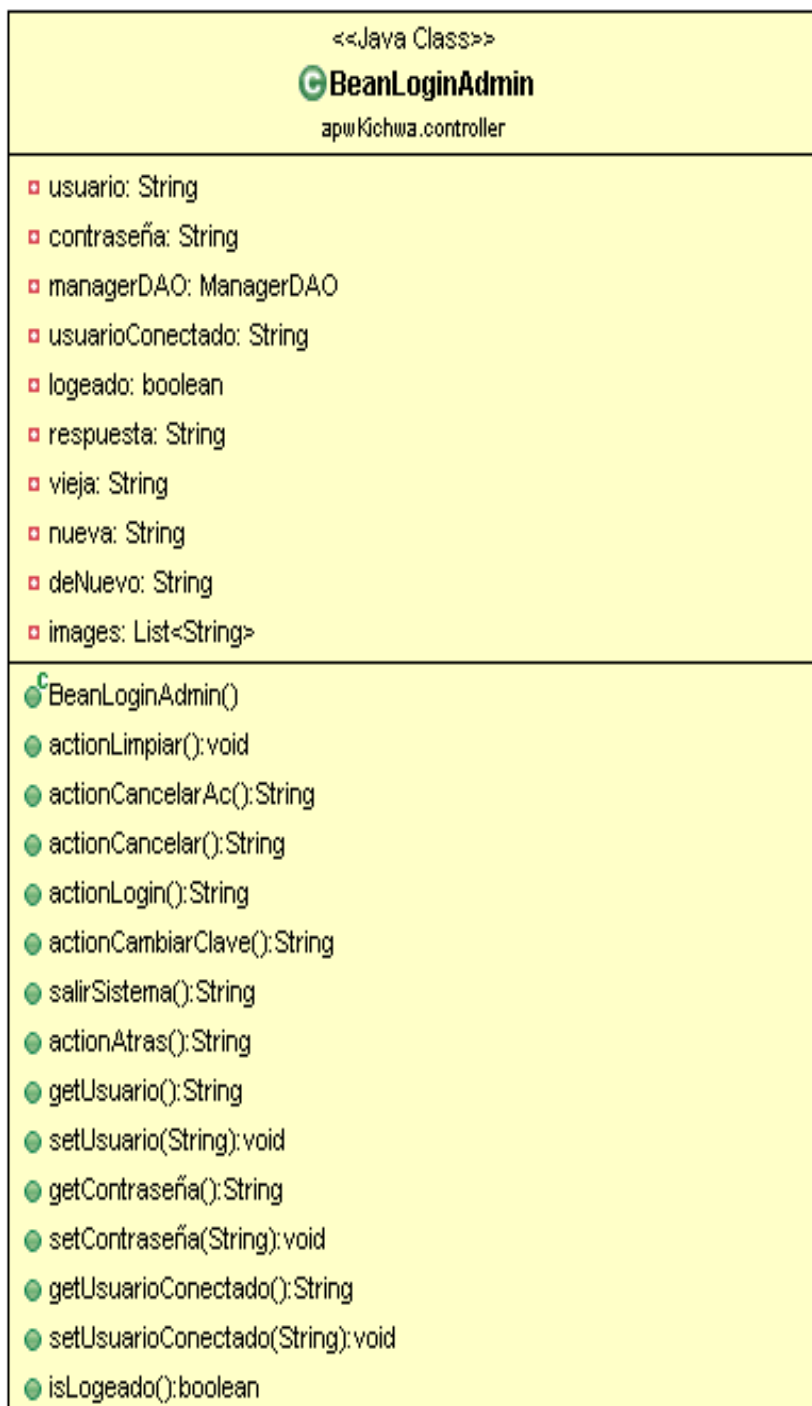 <<Java Class>>
BeanLoginAdmin
apwKichwa.controller
usuario: String
contraseña: String
managerDAO: ManagerDAO
usuarioConectado: String
logeado: boolean
respuesta: String
vieja: String
nueva: String
deNuevo: String
images: List<String>
BeanLoginAdmin()
actionLimpiar():void
actionCancelarAc():String
actionCancelar():String
actionLogin():String
actionCambiarClave():String
salirSistema():String
actionAtras():String
getUsuario():String
setUsuario(String):void
getContraseña():String
setContraseña(String):void
getUsuarioConectado():String
setUsuarioConectado(String):void
isLogeado():boolean